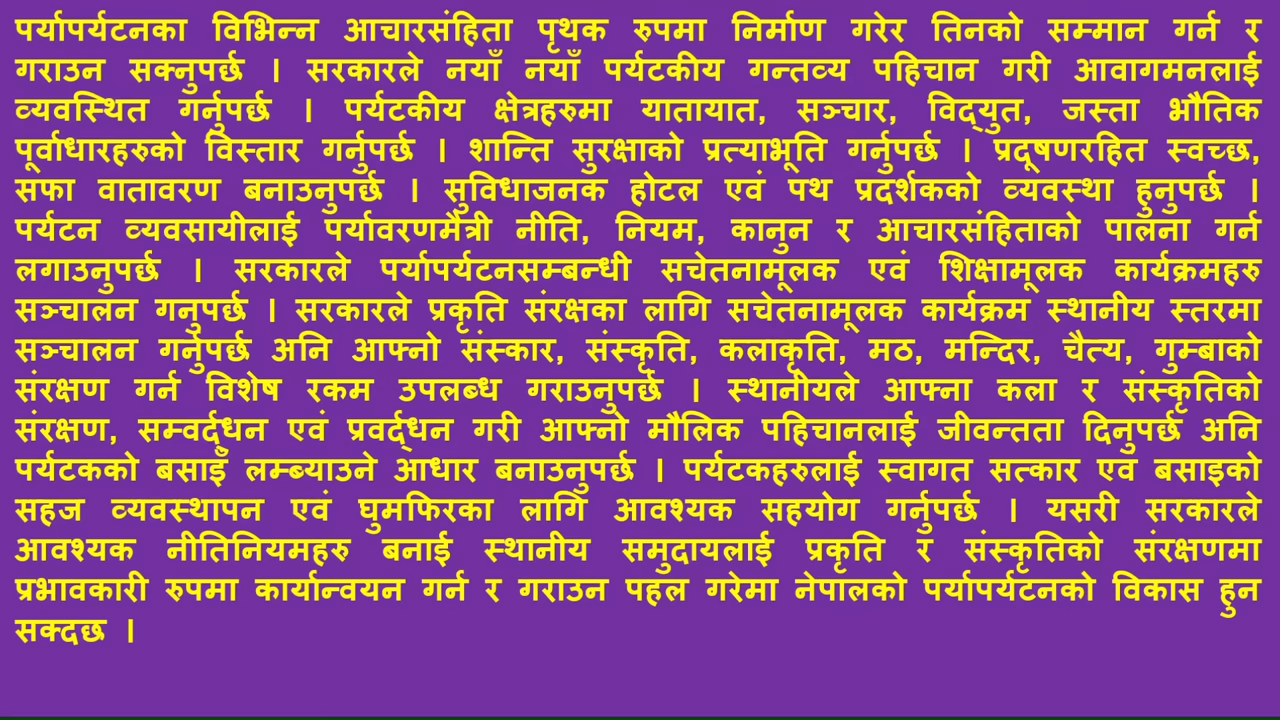 पर्यापर्यटनका विभिन्न आचारसंहिता पृथक रुपमा निर्माण गरेर तिनको सम्मान गर्न र
गराउन सक्नुपर्छ । सरकारले नयाँ नयाँ पर्यटकीय गन्तव्य पहिचान गरी आवागमनलाई
व्यवस्थित गर्नुपर्छ । पर्यटकीय क्षेत्रहरुमा यातायात, सञ्चार, विद्युत, जस्ता भौतिक
पूर्वाधारहरुको विस्तार गर्नुपर्छ । शान्ति सुरक्षाको प्रत्याभूति गर्नुपर्छ । प्रदूषणरहित स्वच्छ,
सफा वातावरण बनाउनुपर्छ । सुविधाजनक होटल एवं पथ प्रदर्शकको व्यवस्था हुनुपर्छ ।
पर्यटन व्यवसायीलाई पर्यावरणमैत्री नीति, नियम, कानुन र आचारसंहिताको पालना गर्न
लगाउनुपर्छ । सरकारले पर्यापर्यटनसम्बन्धी सचेतनामूलक एवं शिक्षामूलक कार्यक्रमहरु
सञ्चालन गनुपर्छ । सरकारले प्रकृति संरक्षका लागि सचेतनामूलक कार्यक्रम स्थानीय स्तरमा
सञ्चालन गर्नुपर्छ अनि आफ्नो संस्कार, संस्कृति, कलाकृति, मठ, मन्दिर, चैत्य, गुम्बाको
संरक्षण गर्न विशेष रकम उपलब्ध गराउनुपर्छ । स्थानीयले आफ्ना कला र संस्कृतिको
संरक्षण, सम्वर्द्धन एवं प्रवर्द्धन गरी आफ्नो मौलिक पहिचानलाई जीवन्तता दिनुपर्छ अनि
पर्यटकको बसाइँ लम्ब्याउने आधार बनाउनुपर्छ । पर्यटकहरुलाई स्वागत सत्कार एवं बसाइको
सहज व्यवस्थापन एवं घुमफिरका लागि आवश्यक सहयोग गर्नुपर्छ । यसरी सरकारले
आवश्यक नीतिनियमहरु बनाई स्थानीय समुदायलाई प्रकृति र संस्कृतिको संरक्षणमा
प्रभावकारी रुपमा कार्यान्वयन गर्न र गराउन पहल गरेमा नेपालको पर्यापर्यटनको विकास हुन
सक्दछ ।